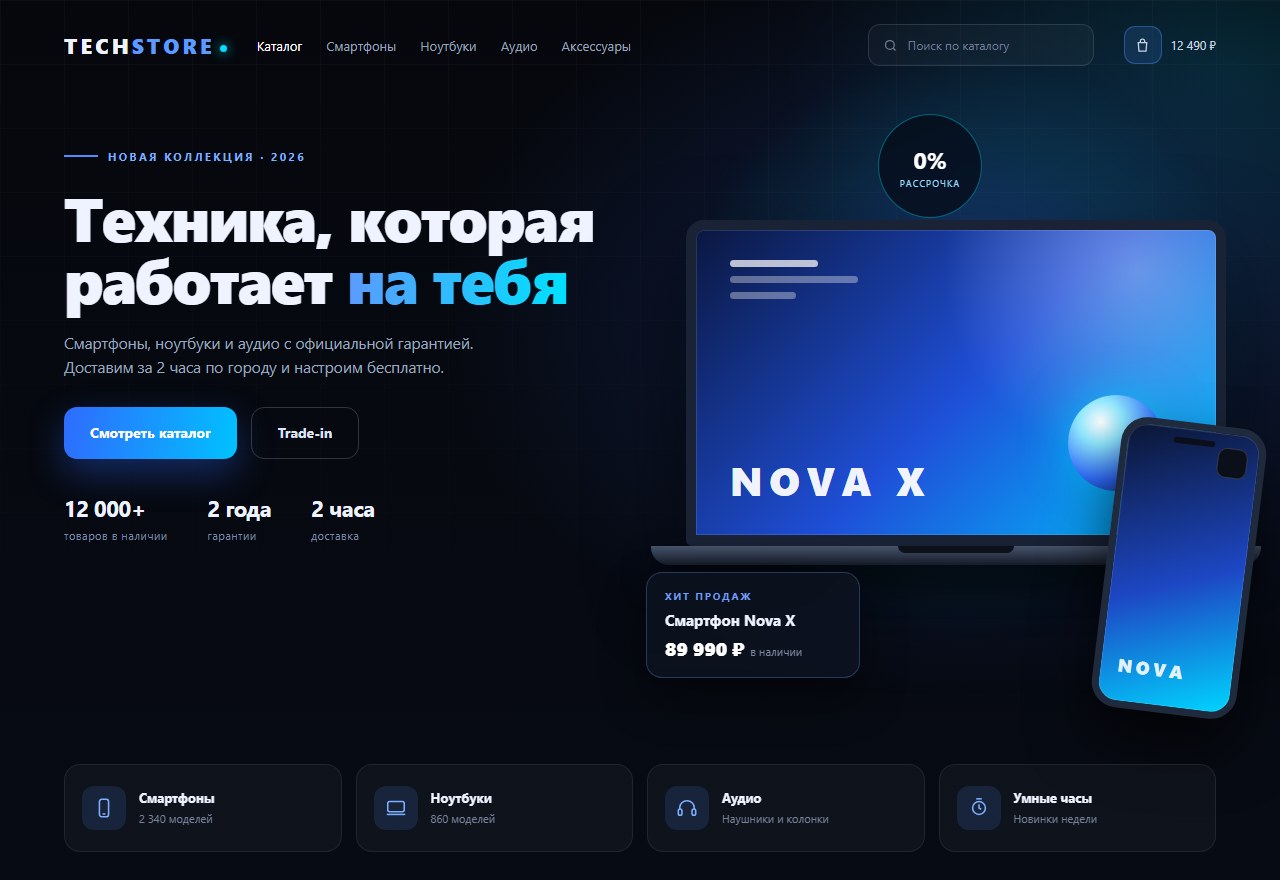 TECHSTORE
Каталог
Смартфоны
Ноутбуки
Аудио
Аксессуары
Поиск по каталогу
12 490 ₽
НОВАЯ КОЛЛЕКЦИЯ · 2026
Техника, которая
работает на тебя
Смартфоны, ноутбуки и аудио с официальной гарантией.
Доставим за 2 часа по городу и настроим бесплатно.
Смотреть каталог
Trade-in
12 000+
товаров в наличии
2 года
гарантии
2 часа
доставка
0%
РАССРОЧКА
NOVA X
NOVA
ХИТ ПРОДАЖ
Смартфон Nova X
89 990 ₽ в наличии
Смартфоны
2 340 моделей
Ноутбуки
860 моделей
Аудио
Наушники и колонки
Умные часы
Новинки недели